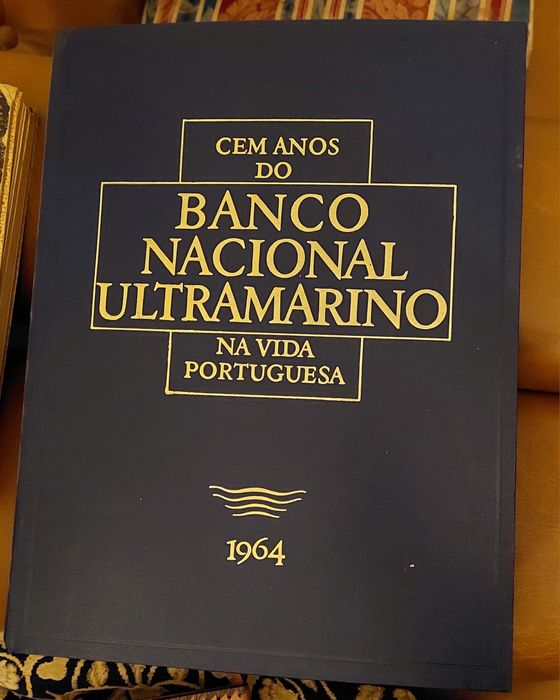 CEM ANOS
DO
BANCO
NACIONAL
ULTRAMARINO
NA VIDA
PORTUGUESA
1964